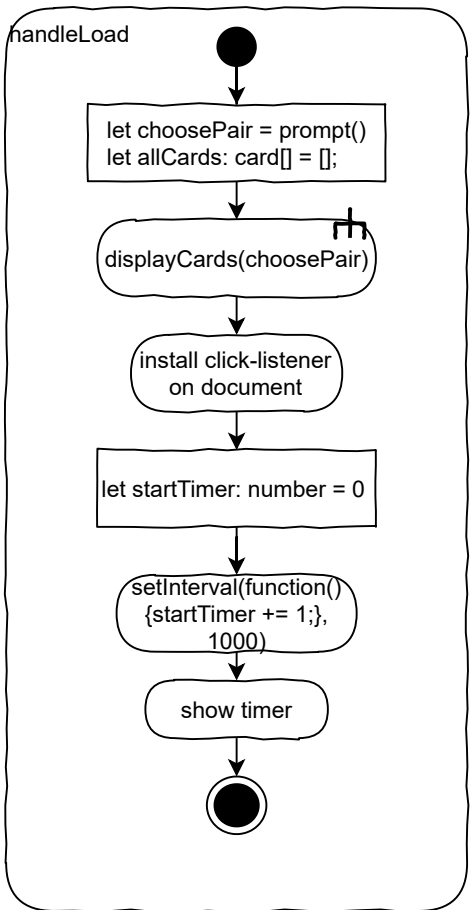 handleLoad
let choosePair = prompt()
let allCards: card[] = [];
displayCards(choosePair)
install click-listener
on document
let startTimer: number = 0
setInterval(function()
{startTimer += 1;},
1000)
show timer